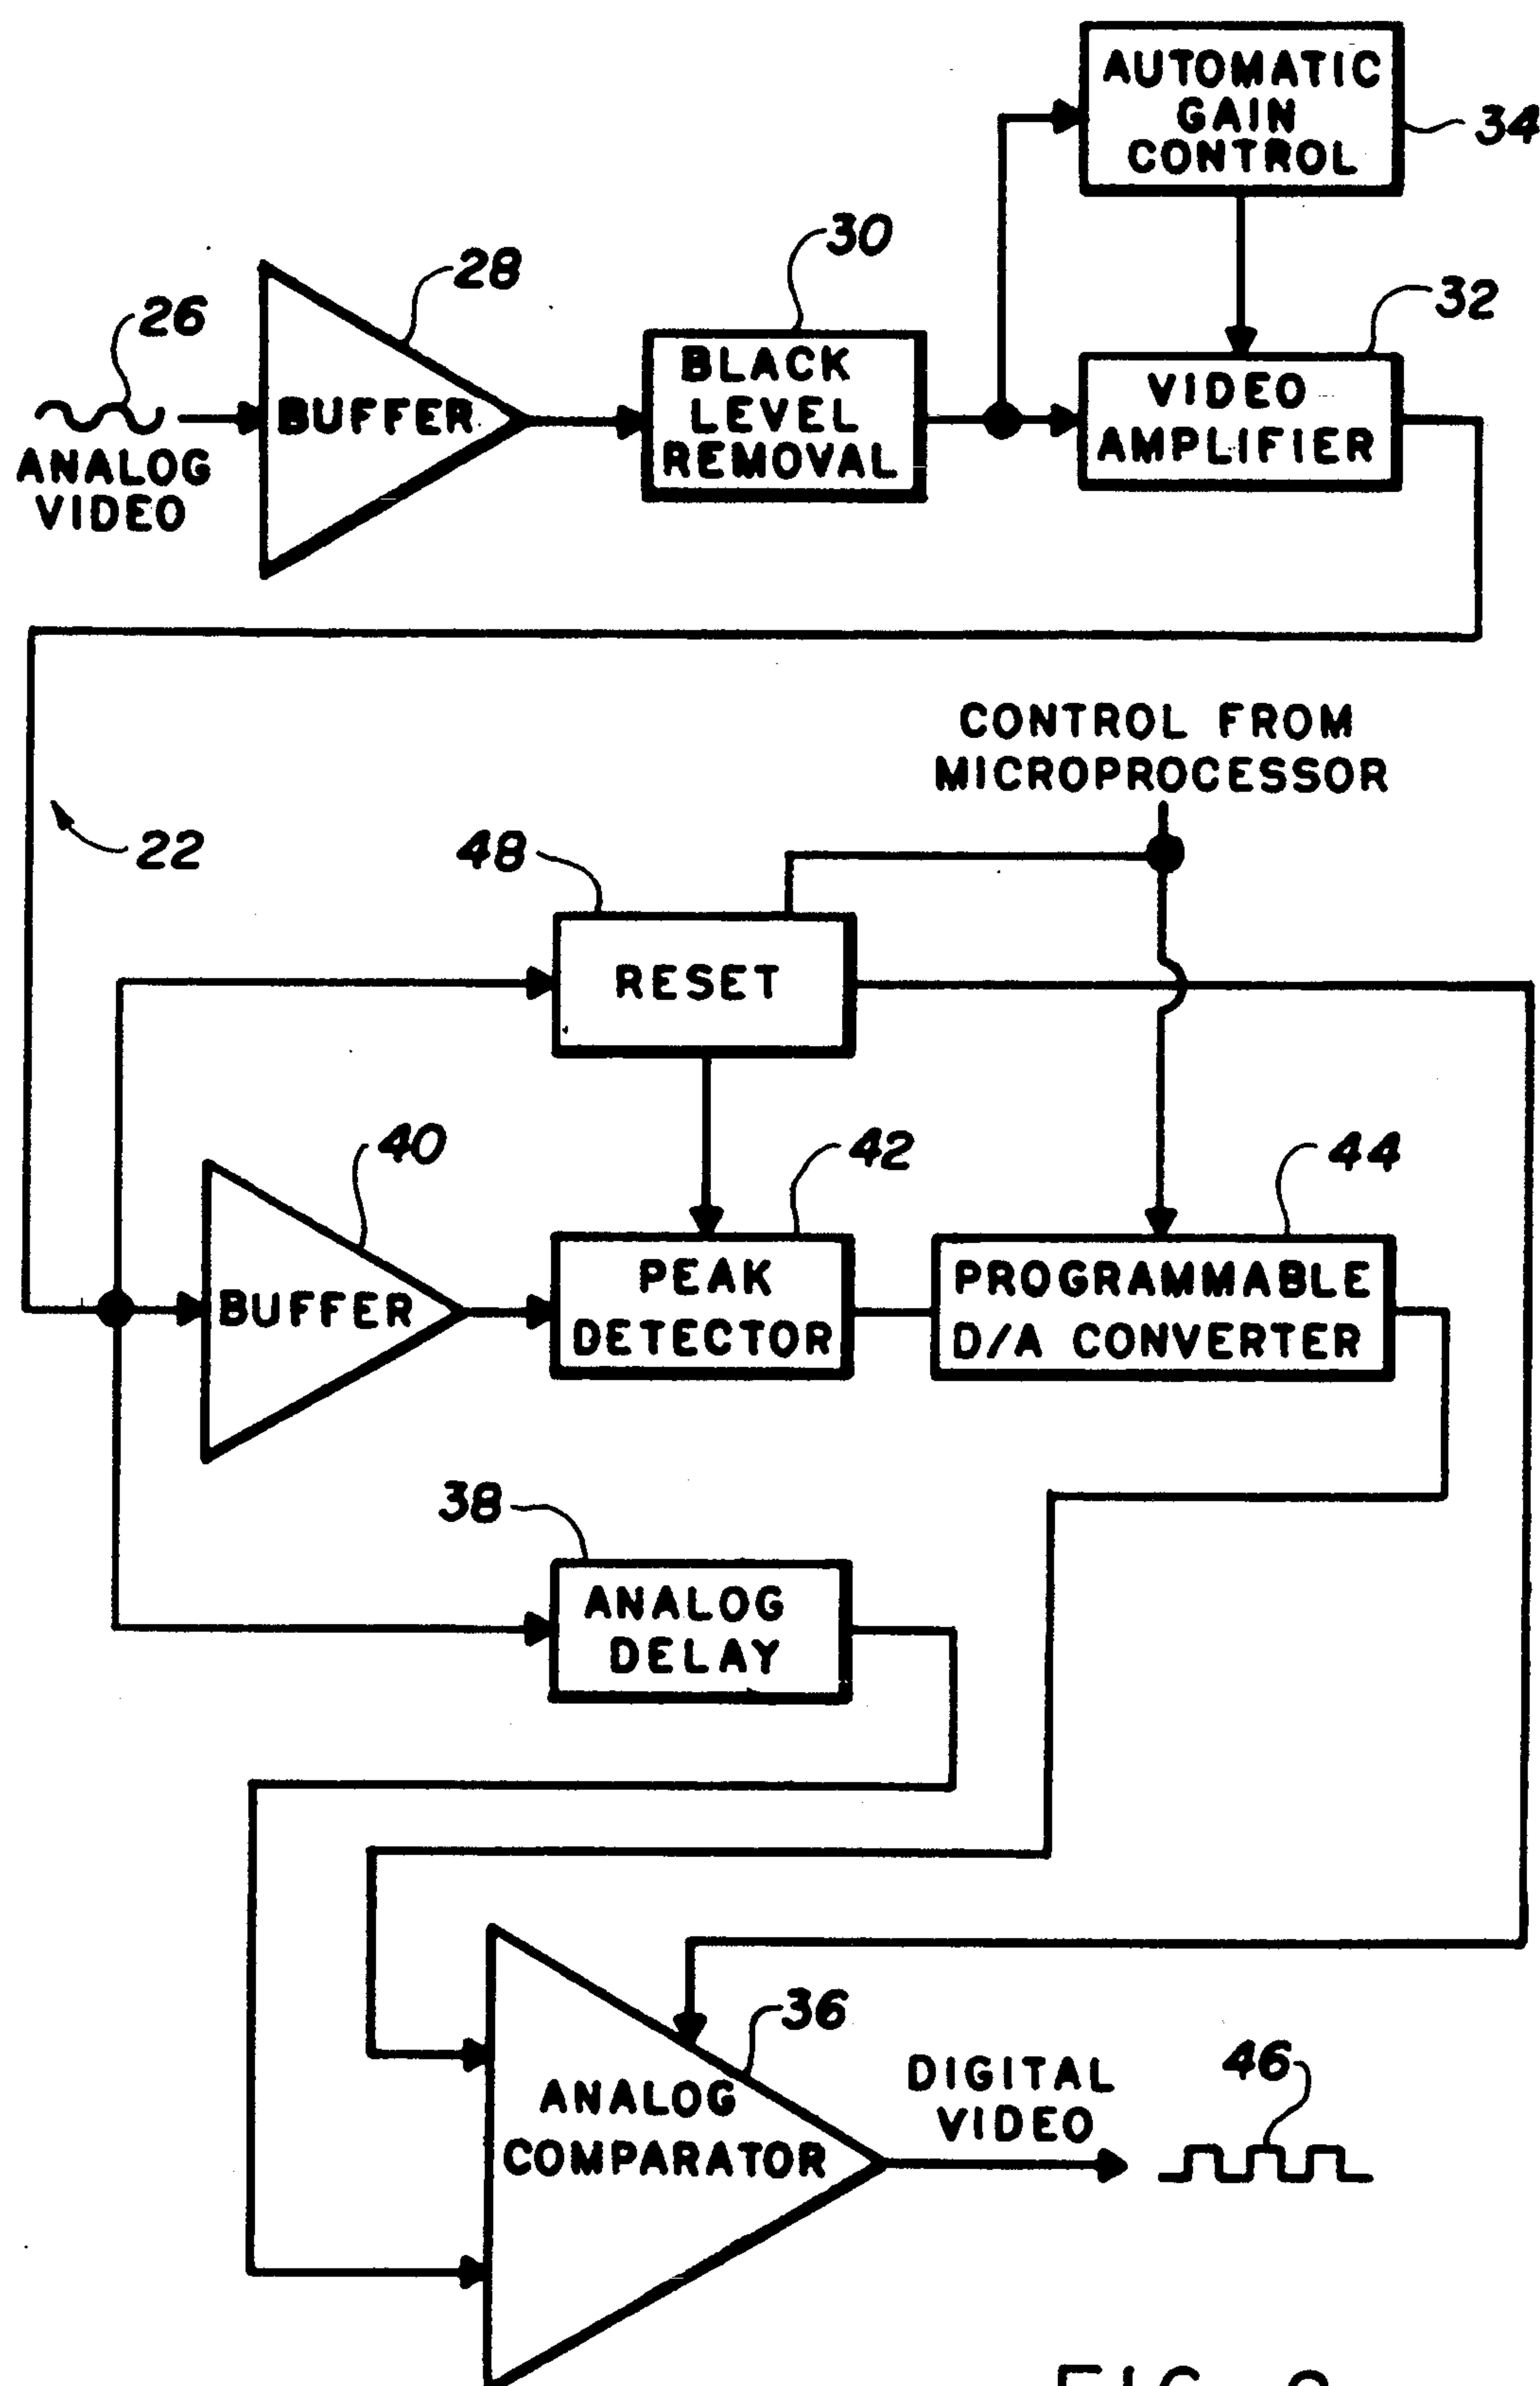 AUTOMATIC
GAIN
CONTROL
34
30
28
32
26
BLACK
LEVEL
REMOVAL
VIDEO
AMPLIFIER
BUFFER
ANALOG
VIDEO
CONTROL FROM
MICROPROCESSOR
22
48
RESET
40
42
44
BUFFER
PEAK
DETECTOR
PROGRAMMABLE
D/A CONVERTER
38
ANALOG
DELAY
36
46
ANALOG
COMPARATOR
DIGITAL
VIDEO